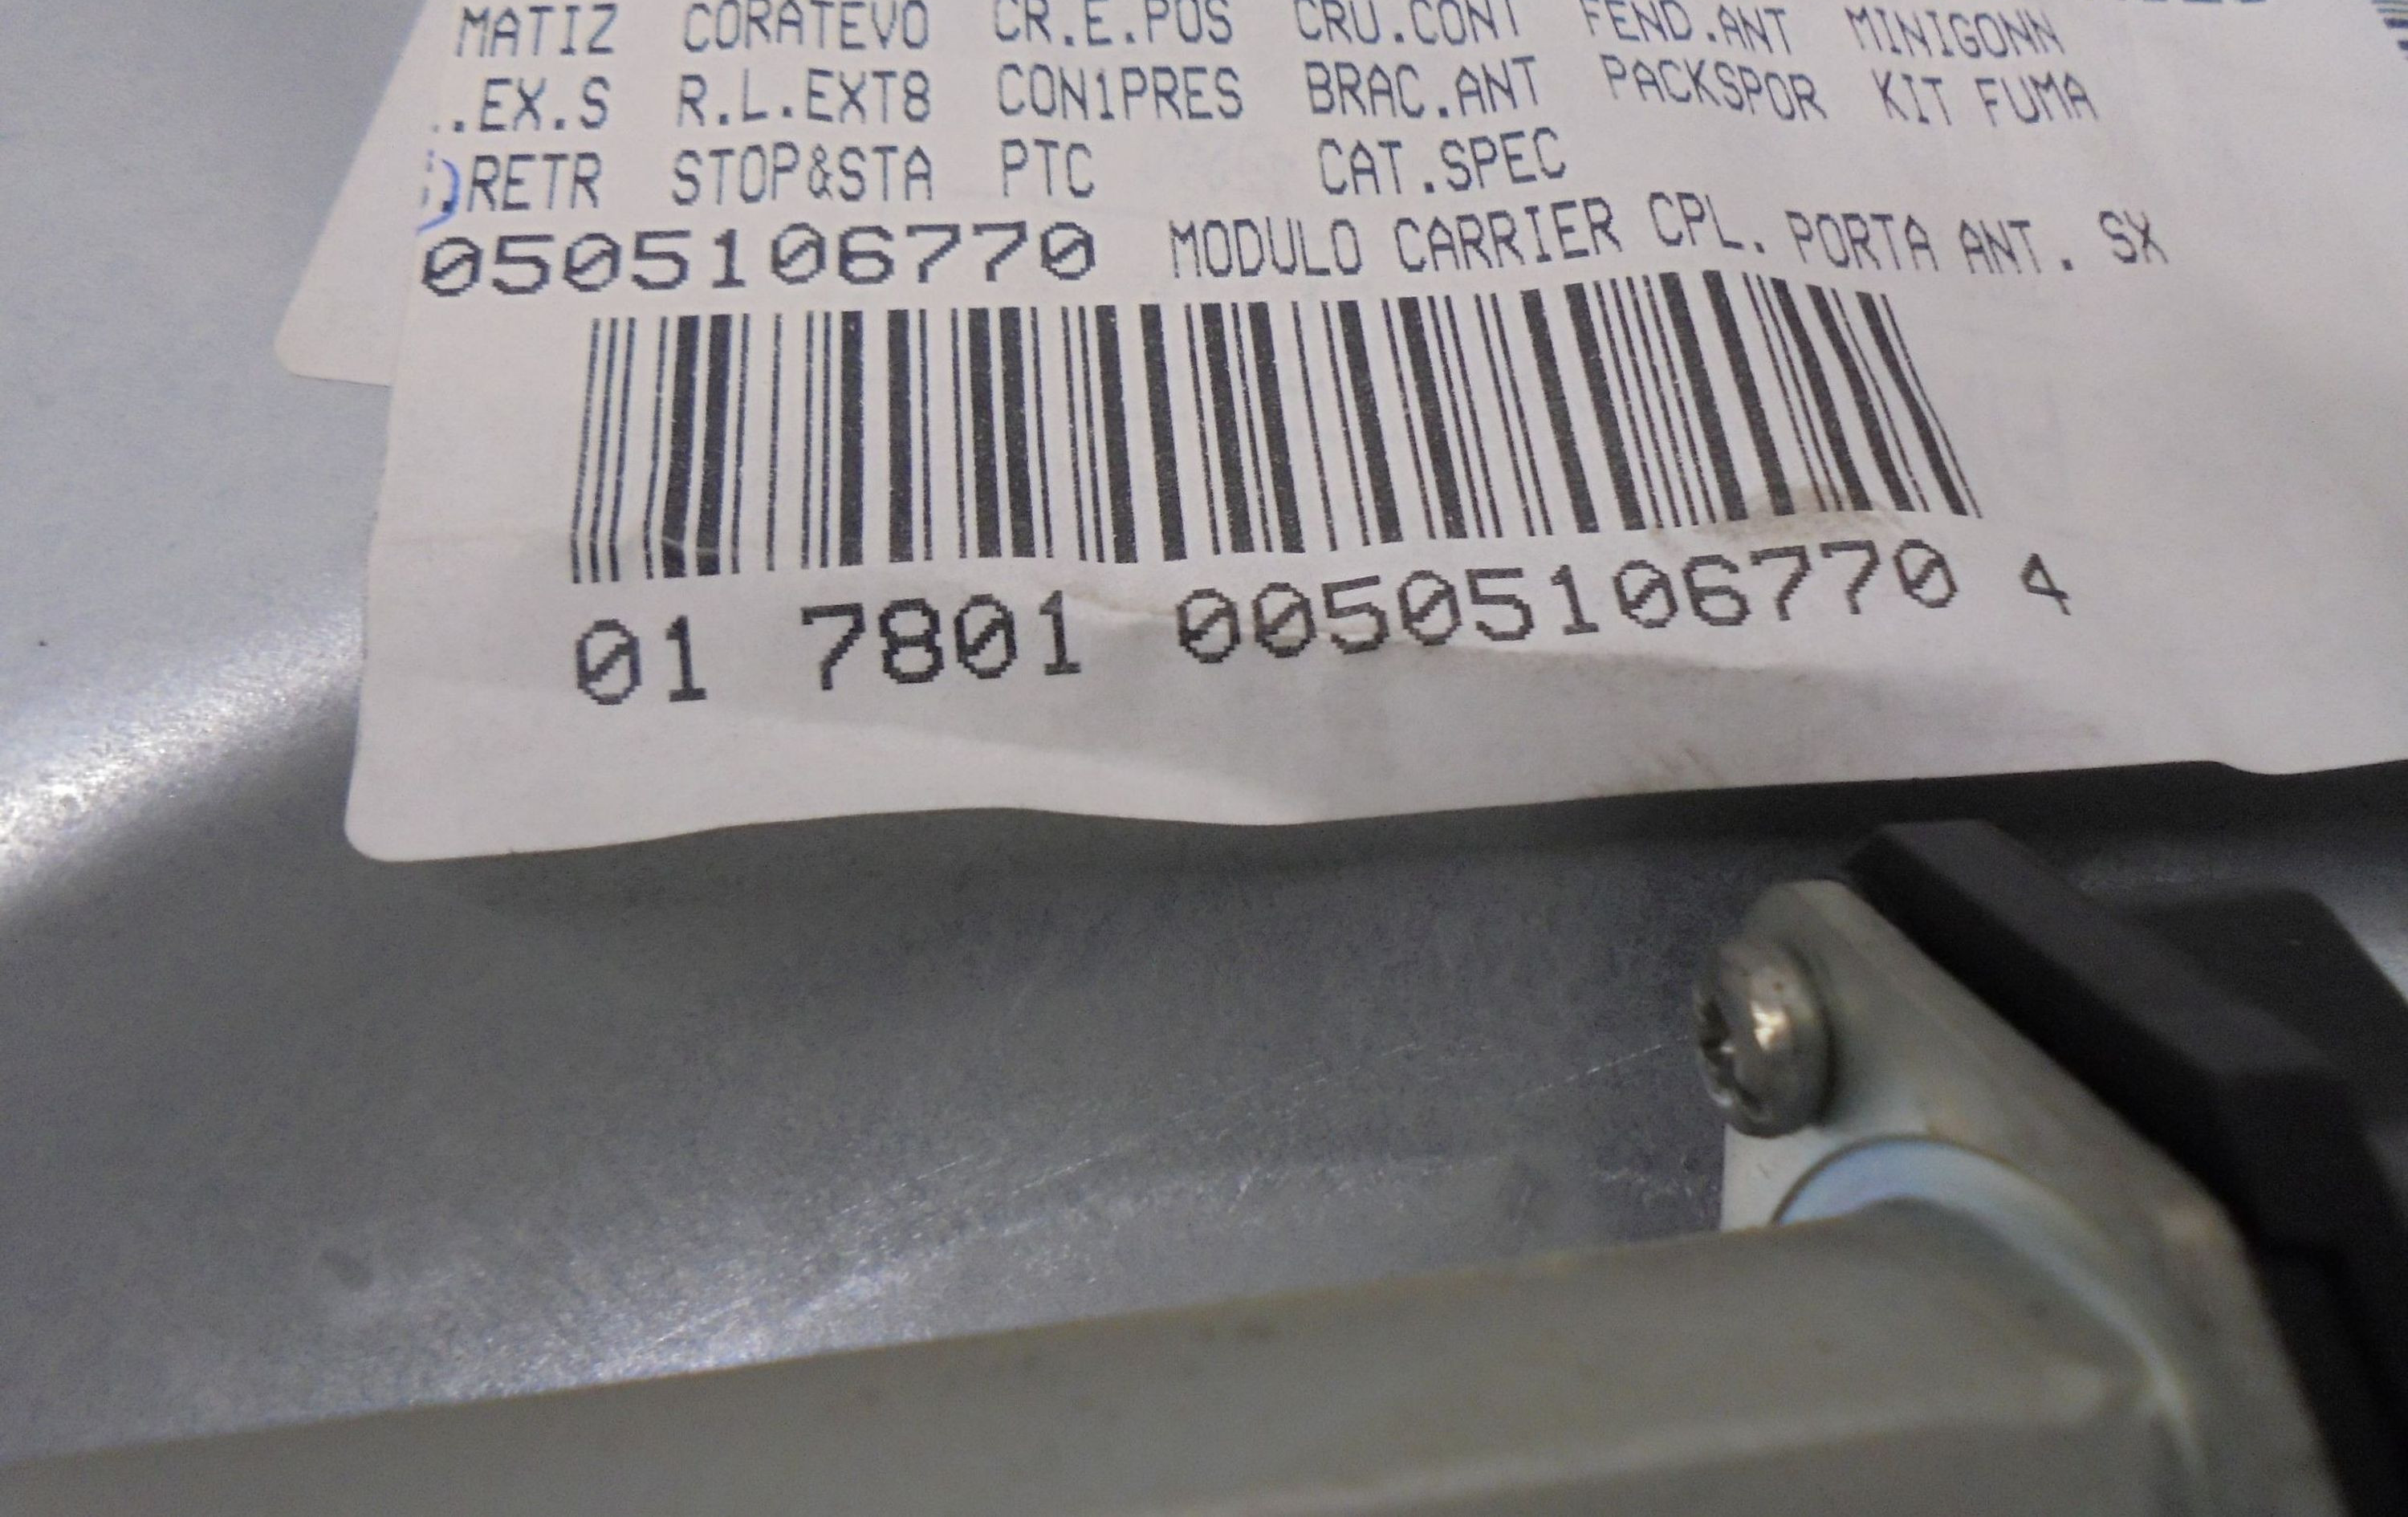 MATIZ CORATEVO CR.E.POS CRU.CONT FEND.ANT MINIGONN
.EX.S R.L.EXT8 CON1PRES BRAC.ANT PACKSPOR KIT FUMA
.RETR STOP&STA PTC CAT.SPEC
0505106770 MODULO CARRIER CPL. PORTA ANT. SX
01 7801 00505106770 4